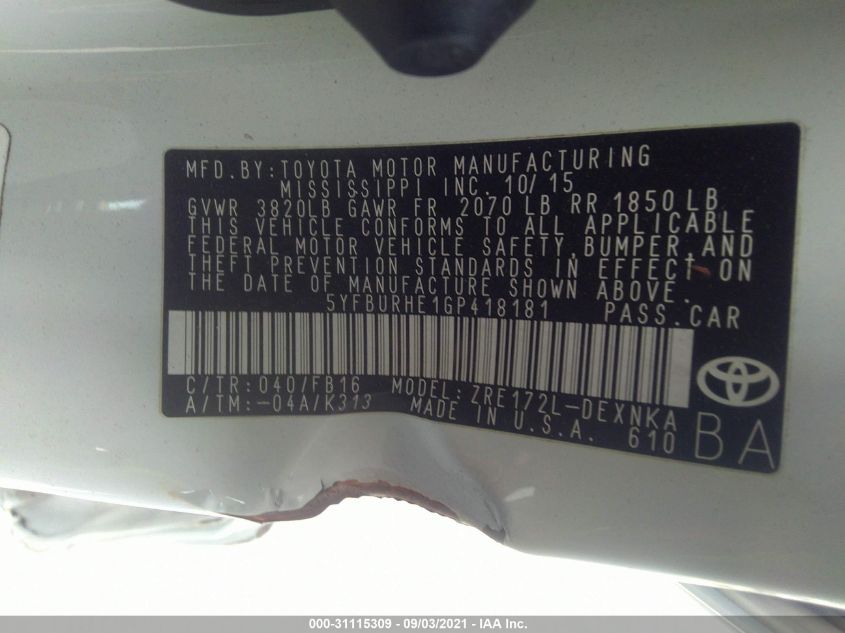 MFD.BY:TOYOTA MOTOR MANUFACTURING
MISSISSIPPI INC. 10/15
GVWR 3820LB GAWR FR 2070 LB RR 1850 LB
THIS VEHICLE CONFORMS TO ALL APPLICABLE
FEDERAL MOTOR VEHICLE SAFETY,BUMPER,AND
THEFT PREVENTION STANDARDS IN EFFECT ON
THE DATE OF MANUFACTURE SHOWN ABOVE.
5YFBURHE1GP418181 PASS.CAR
C/TR:040/FB16 MODEL:ZRE172L-DEXNKA
A/TM:-04A/K313 MADE IN U.S.A. 610
BA
000-31115309 - 09/03/2021 - IAA Inc.